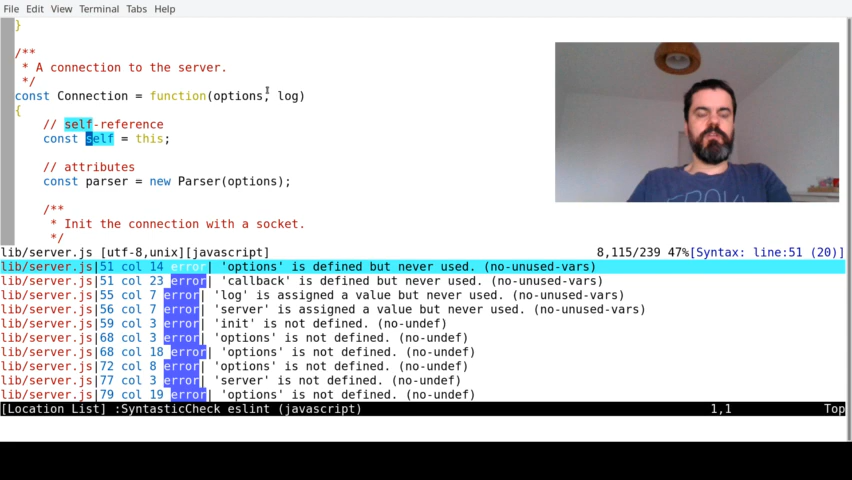 File Edit View Terminal Tabs Help
}
/**
 * A connection to the server.
 */
const Connection = function(options, log)
{
    // self-reference
    const self = this;
    // attributes
    const parser = new Parser(options);
    /**
     * Init the connection with a socket.
     */
lib/server.js [utf-8,unix][javascript] 8,115/239 47%[Syntax: line:51 (20)]
lib/server.js|51 col 14 error| 'options' is defined but never used. (no-unused-vars)
lib/server.js|51 col 23 error| 'callback' is defined but never used. (no-unused-vars)
lib/server.js|55 col 7 error| 'log' is assigned a value but never used. (no-unused-vars)
lib/server.js|56 col 7 error| 'server' is assigned a value but never used. (no-unused-vars)
lib/server.js|59 col 3 error| 'init' is not defined. (no-undef)
lib/server.js|68 col 3 error| 'options' is not defined. (no-undef)
lib/server.js|68 col 18 error| 'options' is not defined. (no-undef)
lib/server.js|72 col 8 error| 'options' is not defined. (no-undef)
lib/server.js|77 col 3 error| 'server' is not defined. (no-undef)
lib/server.js|79 col 19 error| 'options' is not defined. (no-undef)
[Location List] :SyntasticCheck eslint (javascript) 1,1 Top